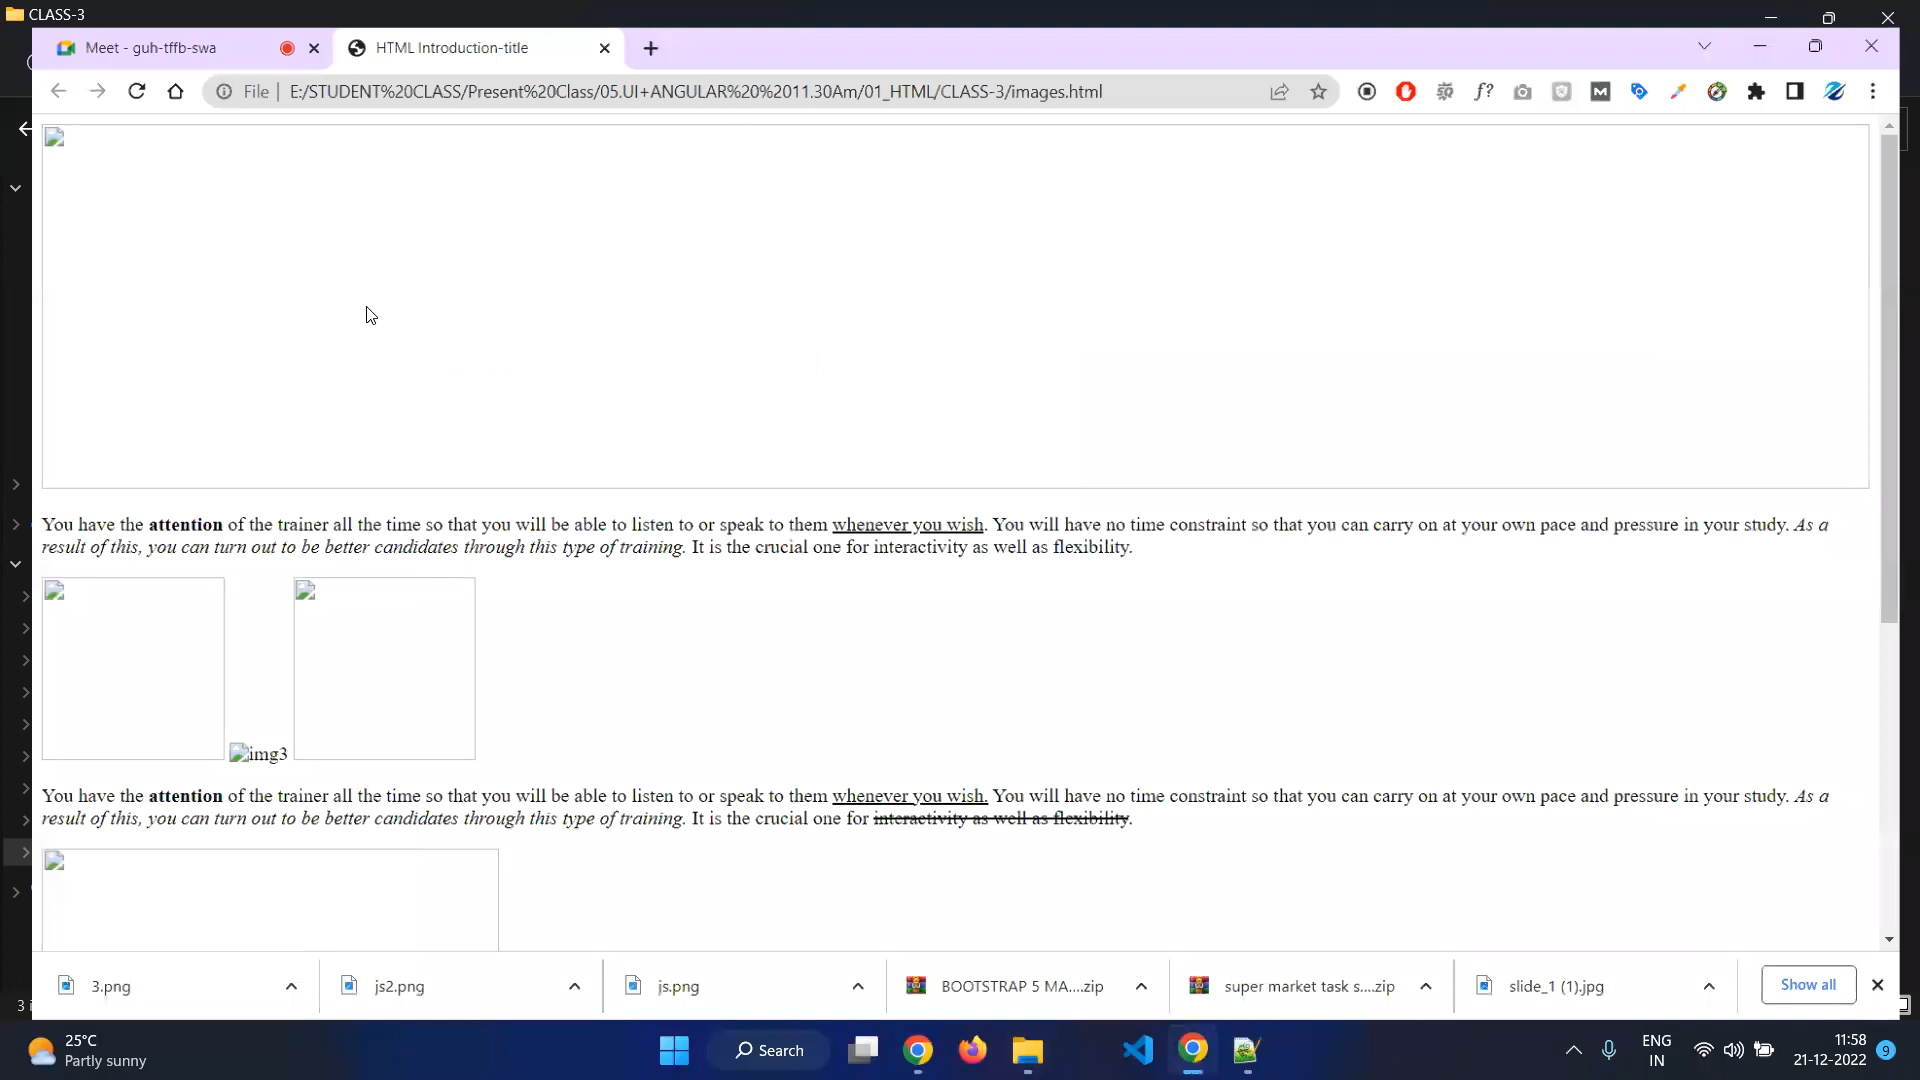 CLASS-3
Meet - guh-tffb-swa
HTML Introduction-title
File | E:/STUDENT%20CLASS/Present%20Class/05.UI+ANGULAR%20%2011.30Am/01_HTML/CLASS-3/images.html
You have the attention of the trainer all the time so that you will be able to listen to or speak to them whenever you wish. You will have no time constraint so that you can carry on at your own pace and pressure in your study. As a
result of this, you can turn out to be better candidates through this type of training. It is the crucial one for interactivity as well as flexibility.
img3
You have the attention of the trainer all the time so that you will be able to listen to or speak to them whenever you wish. You will have no time constraint so that you can carry on at your own pace and pressure in your study. As a
result of this, you can turn out to be better candidates through this type of training. It is the crucial one for interactivity as well as flexibility.
3.png
js2.png
js.png
BOOTSTRAP 5 MA....zip
super market task s....zip
slide_1 (1).jpg
Show all
25°C
Partly sunny
Search
ENG
IN
11:58
21-12-2022
9